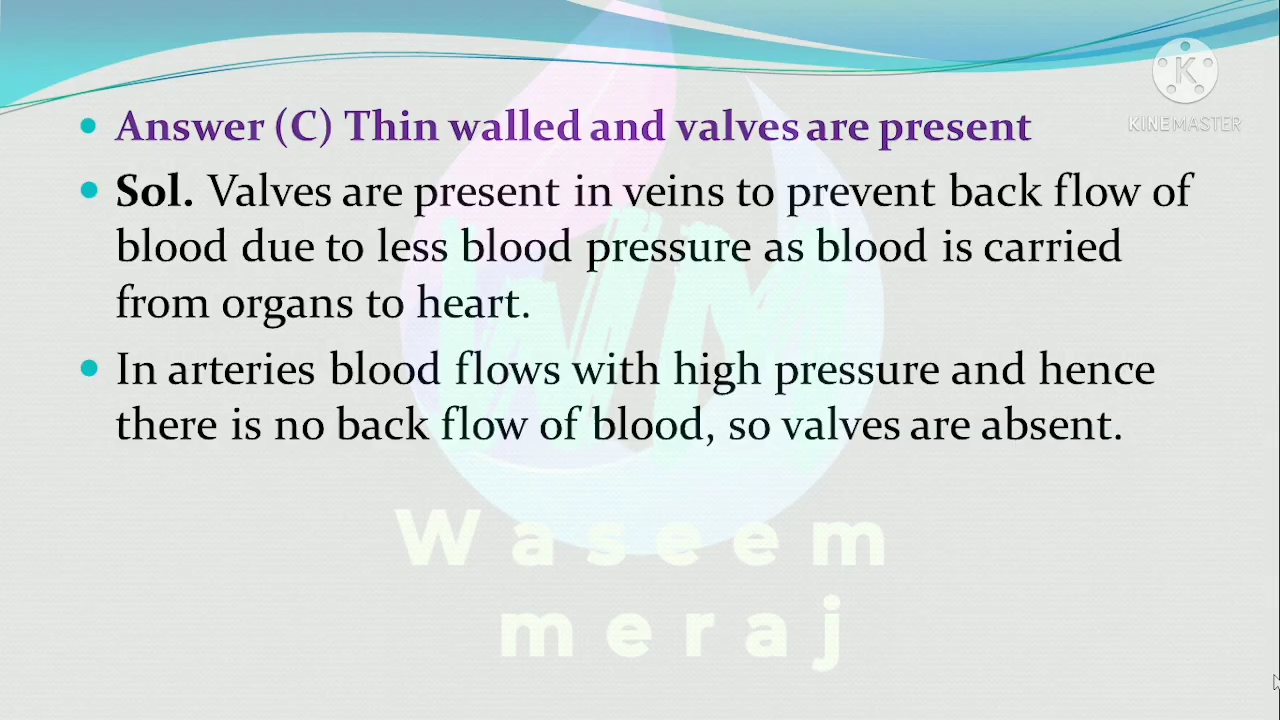 KINEMASTER
Answer (C) Thin walled and valves are present
Sol. Valves are present in veins to prevent back flow of
blood due to less blood pressure as blood is carried
from organs to heart.
In arteries blood flows with high pressure and hence
there is no back flow of blood, so valves are absent.
WM
Waseem
meraj